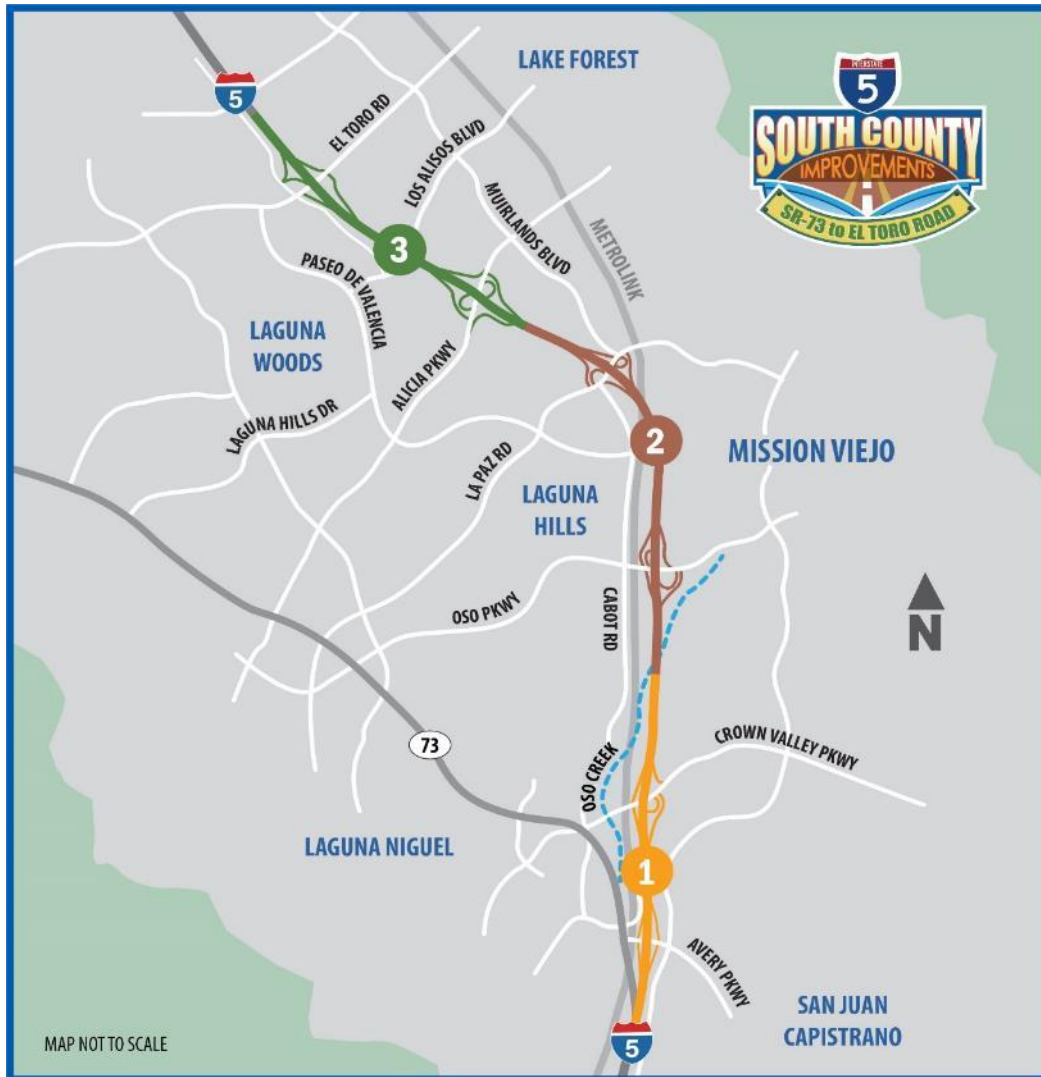 LAKE FOREST
INTERSTATE
5
SOUTH COUNTY
IMPROVEMENTS
SR-73 to EL TORO ROAD
5
EL TORO RD
LOS ALISOS BLVD
MUIRLANDS BLVD
METROLINK
3
PASEO DE VALENCIA
LAGUNA
WOODS
ALICIA PKWY
LAGUNA HILLS DR
LA PAZ RD
2
MISSION VIEJO
LAGUNA
HILLS
OSO PKWY
CABOT RD
N
73
OSO CREEK
CROWN VALLEY PKWY
LAGUNA NIGUEL
1
AVERY PKWY
SAN JUAN
CAPISTRANO
5
MAP NOT TO SCALE